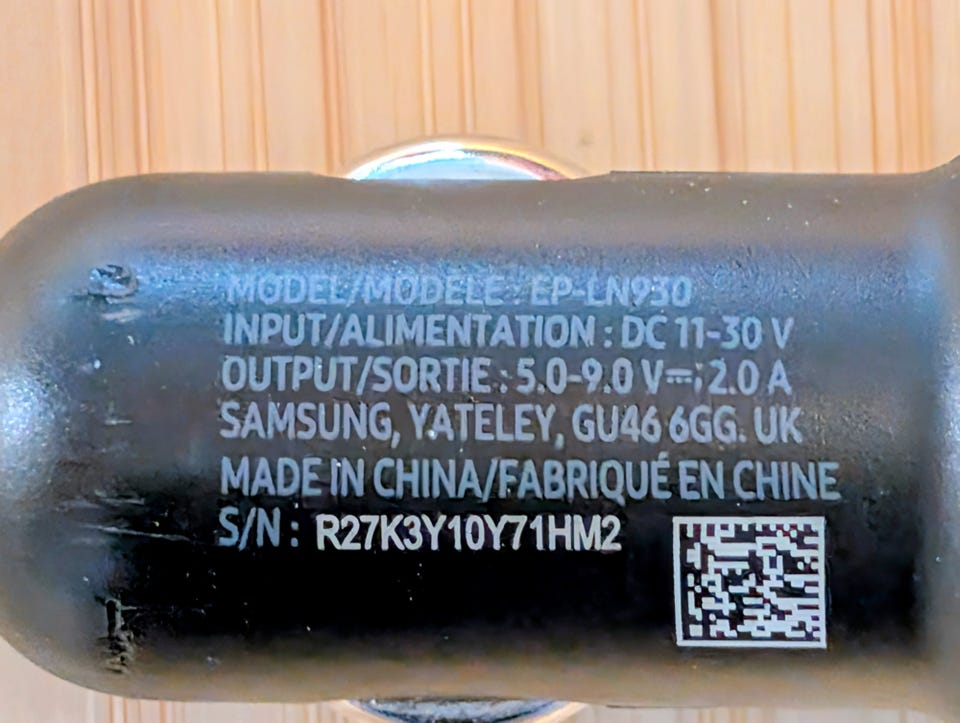 MODEL/MODÈLE : EP-LN930
INPUT/ALIMENTATION : DC 11-30 V
OUTPUT/SORTIE : 5.0-9.0 V⎓; 2.0 A
SAMSUNG, YATELEY, GU46 6GG. UK
MADE IN CHINA/FABRIQUÉ EN CHINE
S/N : R27K3Y10Y71HM2